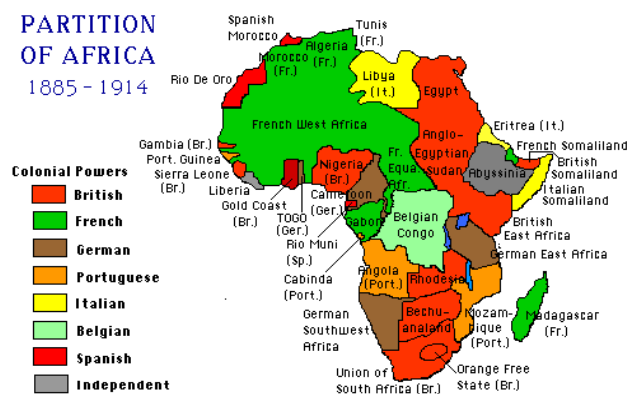 PARTITION
OF AFRICA
1885-1914
Spanish
Morocco
Morocco
(Fr.)
Algeria
(Fr.)
Tunis
(Fr.)
Libya
(It.)
Egypt
Rio De Oro
French West Africa
Gambia (Br.)
Port. Guinea
Sierra Leone
(Br.)
Liberia
Gold Coast
(Br.)
TOGO
(Ger.)
Nigeria
(Br.)
Cameroon
(Ger.)
Rio Muni
(Sp.)
Fr.
Equa.
Afr.
Gabon
Cabinda
(Port.)
Anglo-
Egyptian
Sudan
Eritrea (It.)
French Somaliland
British
Somaliland
Italian
Somaliland
Abyssinia
British
East Africa
German East Africa
Belgian
Congo
Angola
(Port.)
Rhodesia
German
Southwest
Africa
Bechu-
analand
Mozam-
bique
(Port.)
Madagascar
(Fr.)
Union of
South Africa (Br.)
Orange Free
State (Br.)
Colonial Powers
British
French
German
Portuguese
Italian
Belgian
Spanish
Independent